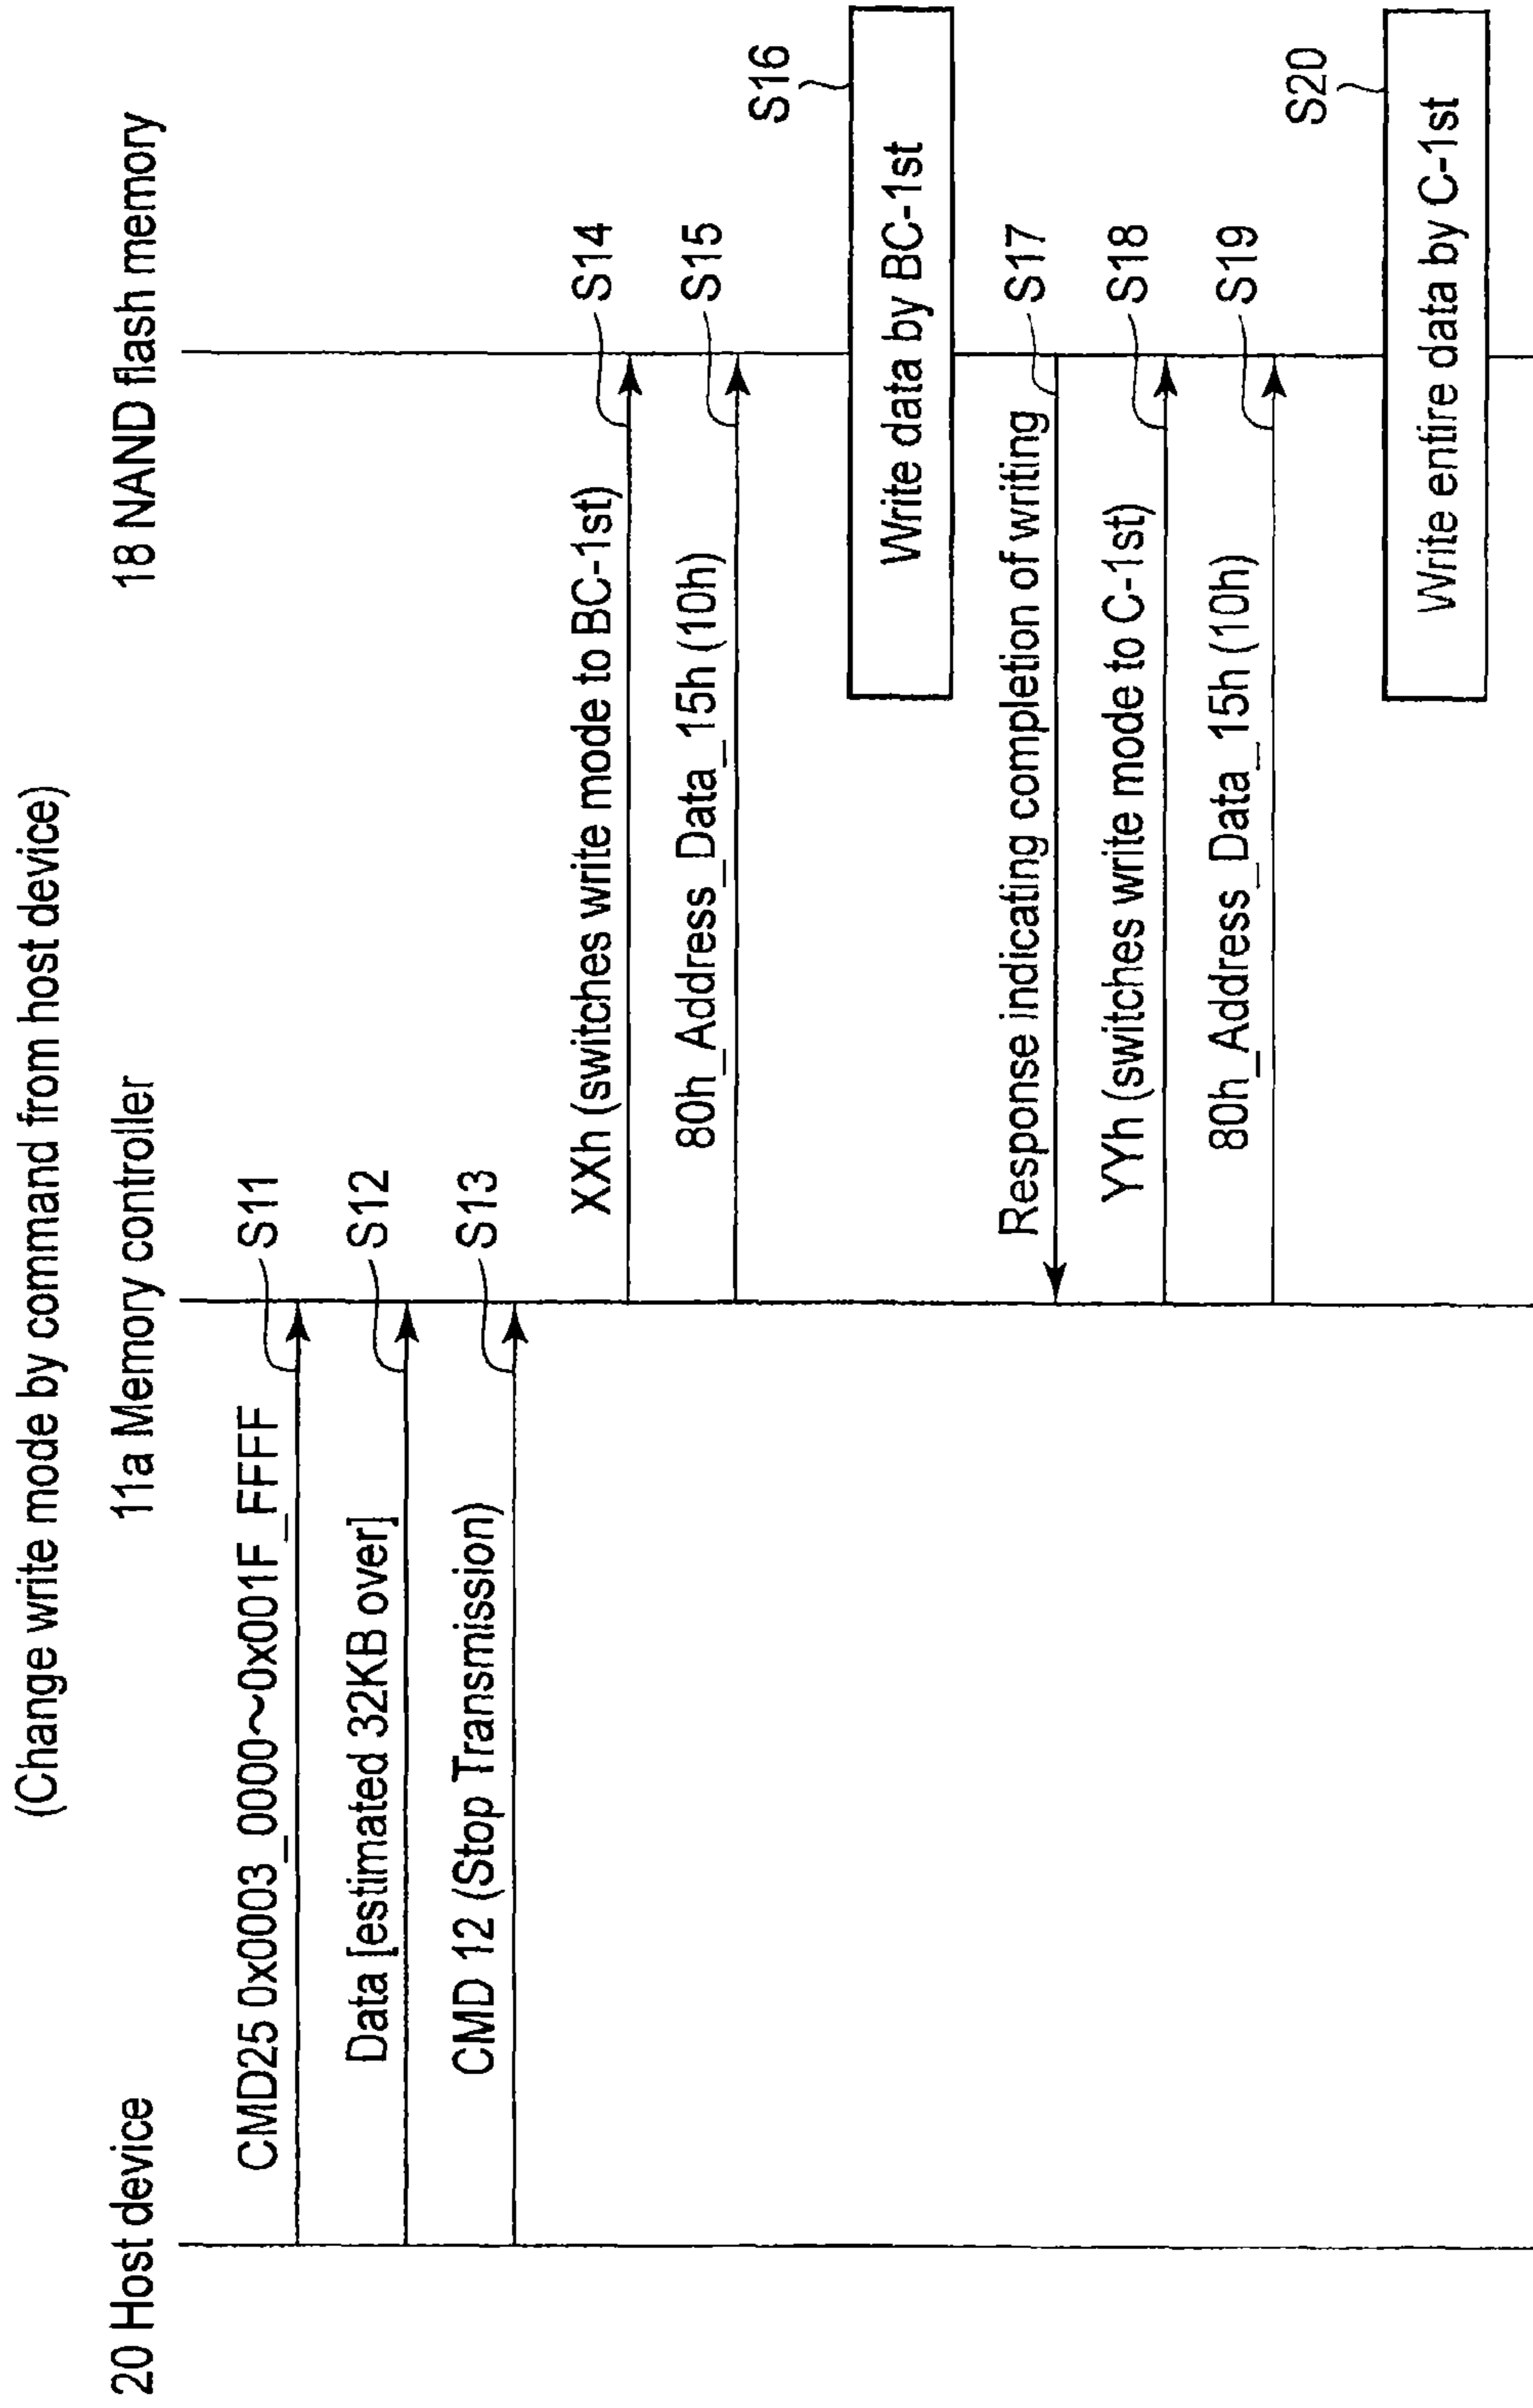 (Change write mode by command from host device)
20 Host device
11a Memory controller
18 NAND flash memory
CMD25 0x0003_0000~0x001F_FFFF
S11
Data [estimated 32KB over]
S12
CMD 12 (Stop Transmission)
S13
XXh (switches write mode to BC-1st)
S14
80h_Address_Data_15h (10h)
S15
S16
Write data by BC-1st
Response indicating completion of writing
S17
YYh (switches write mode to C-1st)
S18
80h_Address_Data_15h (10h)
S19
S20
Write entire data by C-1st